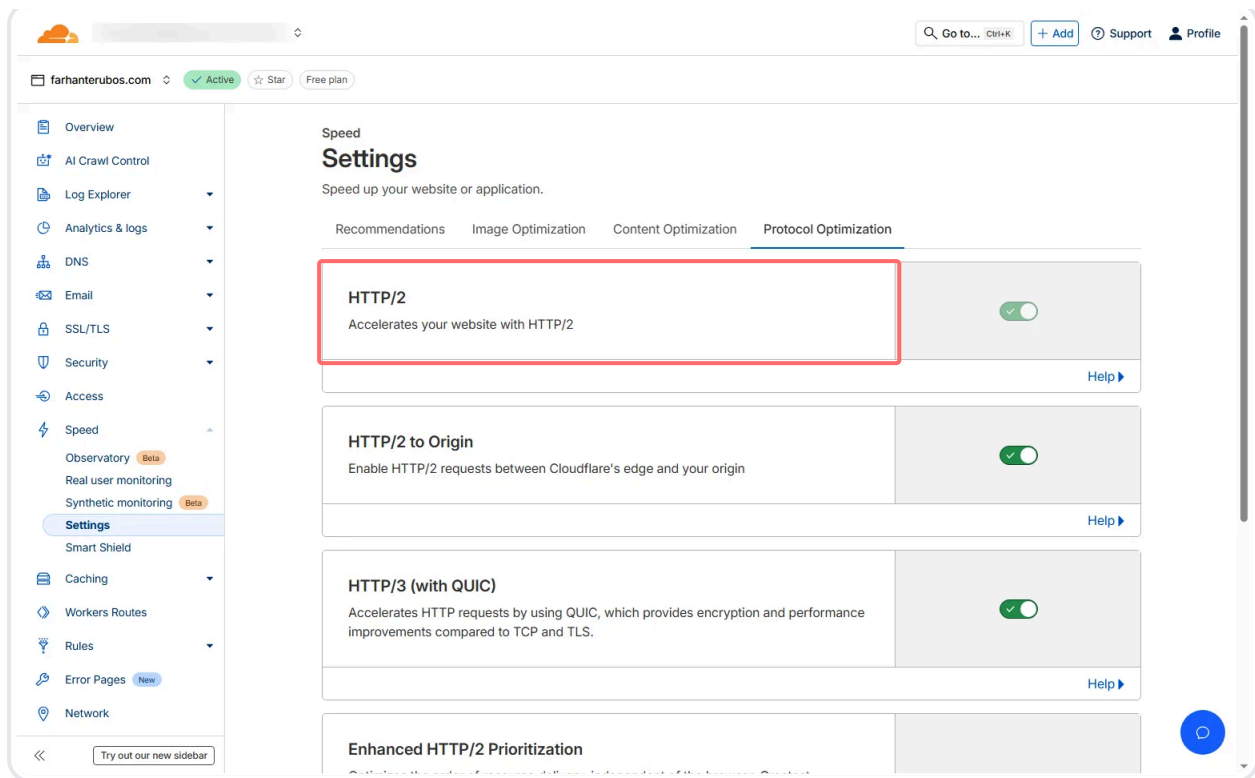 Go to... Ctrl+K
+ Add
Support
Profile
farhanterubos.com
Active
Star
Free plan
Overview
AI Crawl Control
Log Explorer
Analytics & logs
DNS
Email
SSL/TLS
Security
Access
Speed
Observatory Beta
Real user monitoring
Synthetic monitoring Beta
Settings
Smart Shield
Caching
Workers Routes
Rules
Error Pages New
Network
Try out our new sidebar
Speed
Settings
Speed up your website or application.
Recommendations
Image Optimization
Content Optimization
Protocol Optimization
HTTP/2
Accelerates your website with HTTP/2
Help
HTTP/2 to Origin
Enable HTTP/2 requests between Cloudflare's edge and your origin
Help
HTTP/3 (with QUIC)
Accelerates HTTP requests by using QUIC, which provides encryption and performance
improvements compared to TCP and TLS.
Help
Enhanced HTTP/2 Prioritization